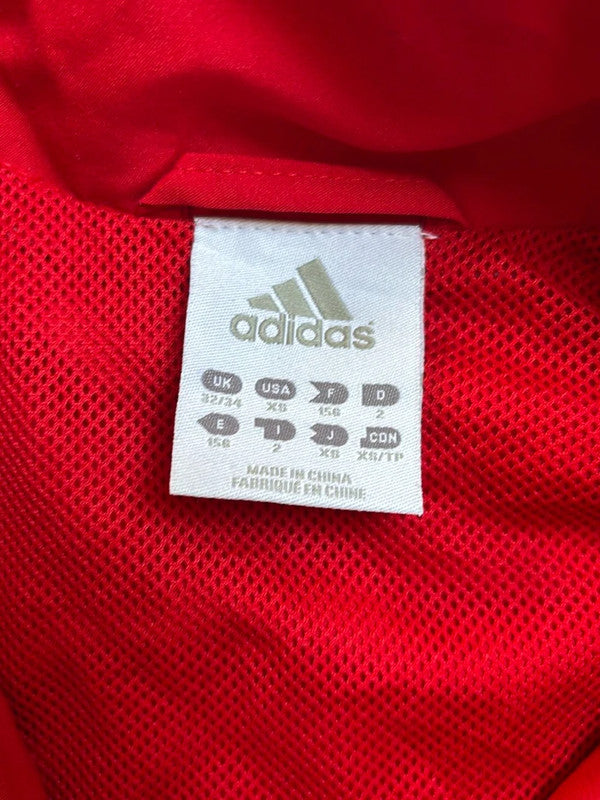 adidas
UK USA F D
32/34 XS 156 2
E I J CDN
156 2 XS XS/TP
MADE IN CHINA
FABRIQUÉ EN CHINE